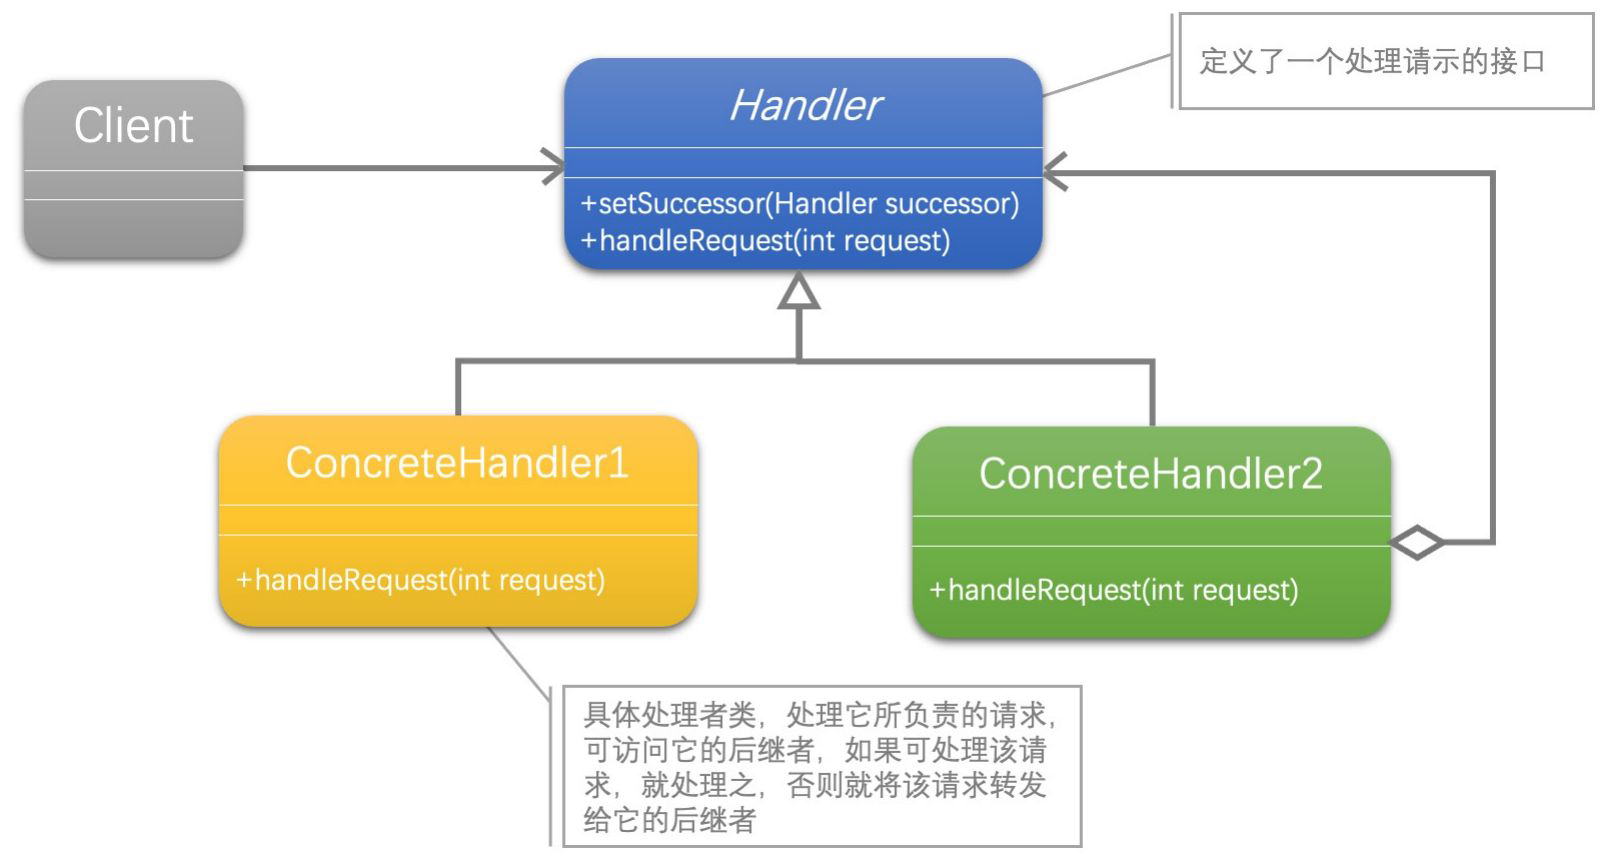 定义了一个处理请示的接口
Client
Handler
+setSuccessor(Handler successor)
+handleRequest(int request)
ConcreteHandler1
+handleRequest(int request)
ConcreteHandler2
+handleRequest(int request)
具体处理者类，处理它所负责的请求，
可访问它的后继者，如果可处理该请
求，就处理之，否则就将该请求转发
给它的后继者